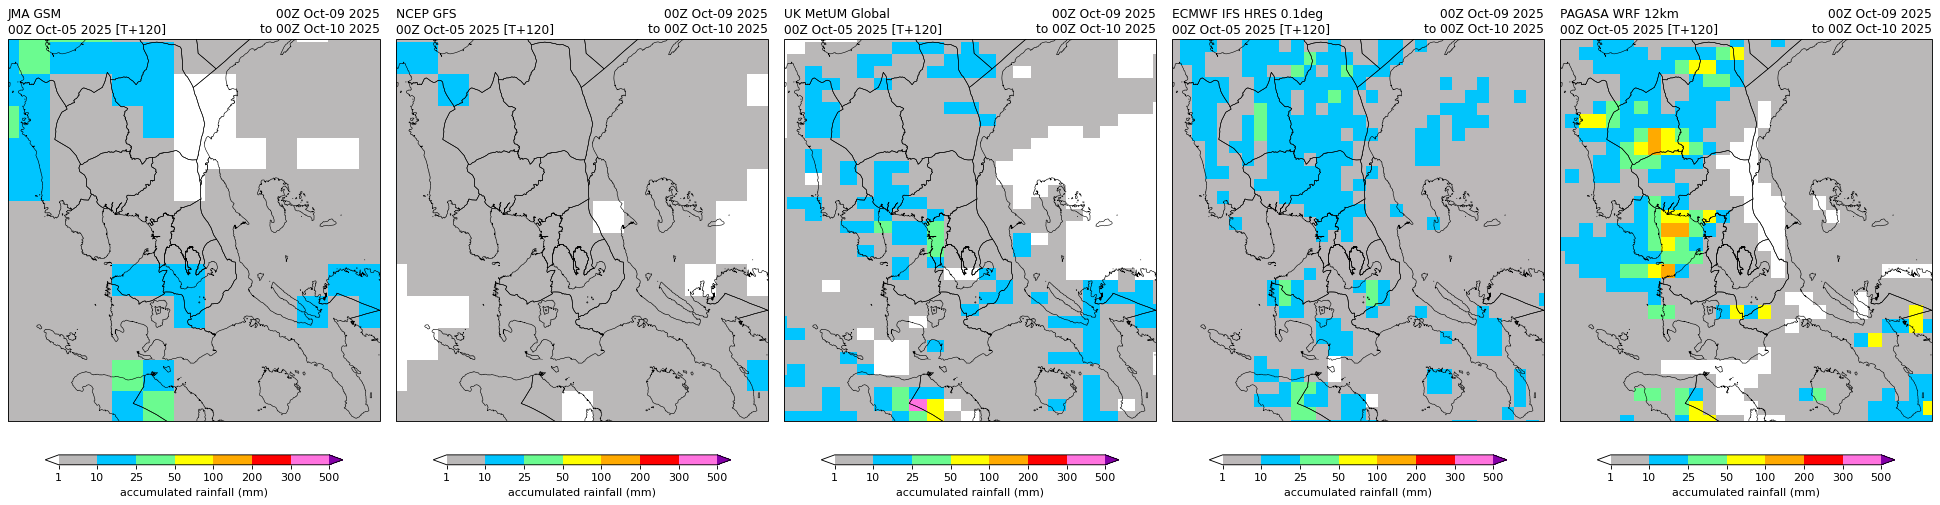 JMA GSM 00Z Oct-09 2025
00Z Oct-05 2025 [T+120] to 00Z Oct-10 2025
1 10 25 50 100 200 300 500
accumulated rainfall (mm)
NCEP GFS 00Z Oct-09 2025
00Z Oct-05 2025 [T+120] to 00Z Oct-10 2025
1 10 25 50 100 200 300 500
accumulated rainfall (mm)
UK MetUM Global 00Z Oct-09 2025
00Z Oct-05 2025 [T+120] to 00Z Oct-10 2025
1 10 25 50 100 200 300 500
accumulated rainfall (mm)
ECMWF IFS HRES 0.1deg 00Z Oct-09 2025
00Z Oct-05 2025 [T+120] to 00Z Oct-10 2025
1 10 25 50 100 200 300 500
accumulated rainfall (mm)
PAGASA WRF 12km 00Z Oct-09 2025
00Z Oct-05 2025 [T+120] to 00Z Oct-10 2025
1 10 25 50 100 200 300 500
accumulated rainfall (mm)